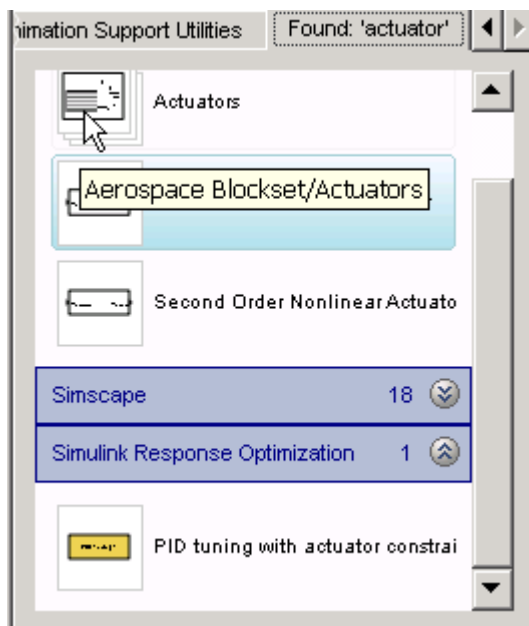 imation Support Utilities
Found: 'actuator'
Actuators
Aerospace Blockset/Actuators
Second Order Nonlinear Actuato
Simscape 18
Simulink Response Optimization 1
PID tuning with actuator constrai